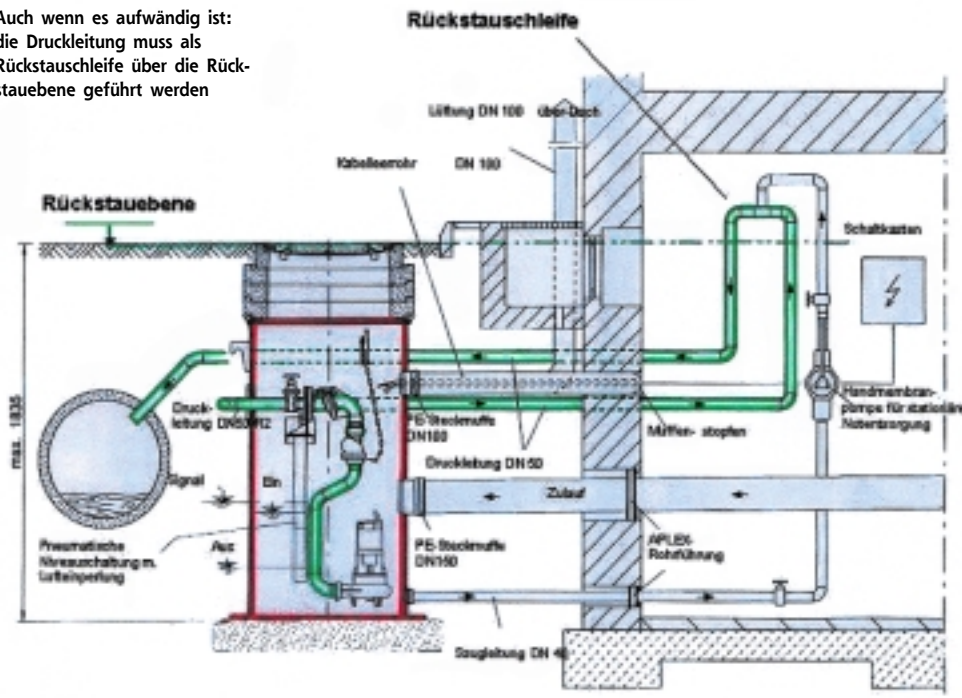 Auch wenn es aufwändig ist:
die Druckleitung muss als
Rückstauschleife über die Rück-
stauebene geführt werden
Rückstauschleife
Lüftung DN 100 über Dach
Kabelleerrohr
DN 100
Rückstauebene
Schaltkasten
max. 1835
Druck-
leitung
PE-Steckmuffe
DN100
Druckleitung DN 50
Muffen-stopfen
Handmembran-
pumpe für stationäre
Notentsorgung
Signal
Ein
Zulauf
Aus
Pneumatische
Niveauschaltung m.
Lufteinperlung
PE-Steckmuffe
DN150
Rohrführung
Saugleitung DN 40